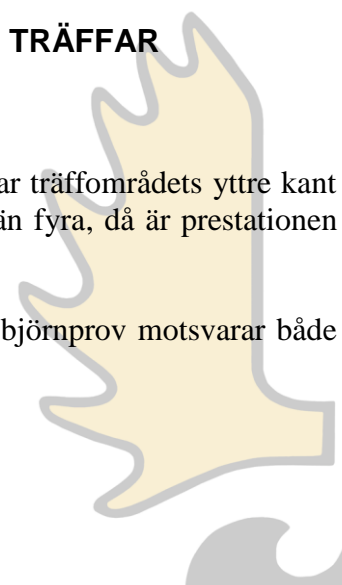 TRÄFFAR
ar träffområdets yttre kant
än fyra, då är prestationen
björnprov motsvarar både